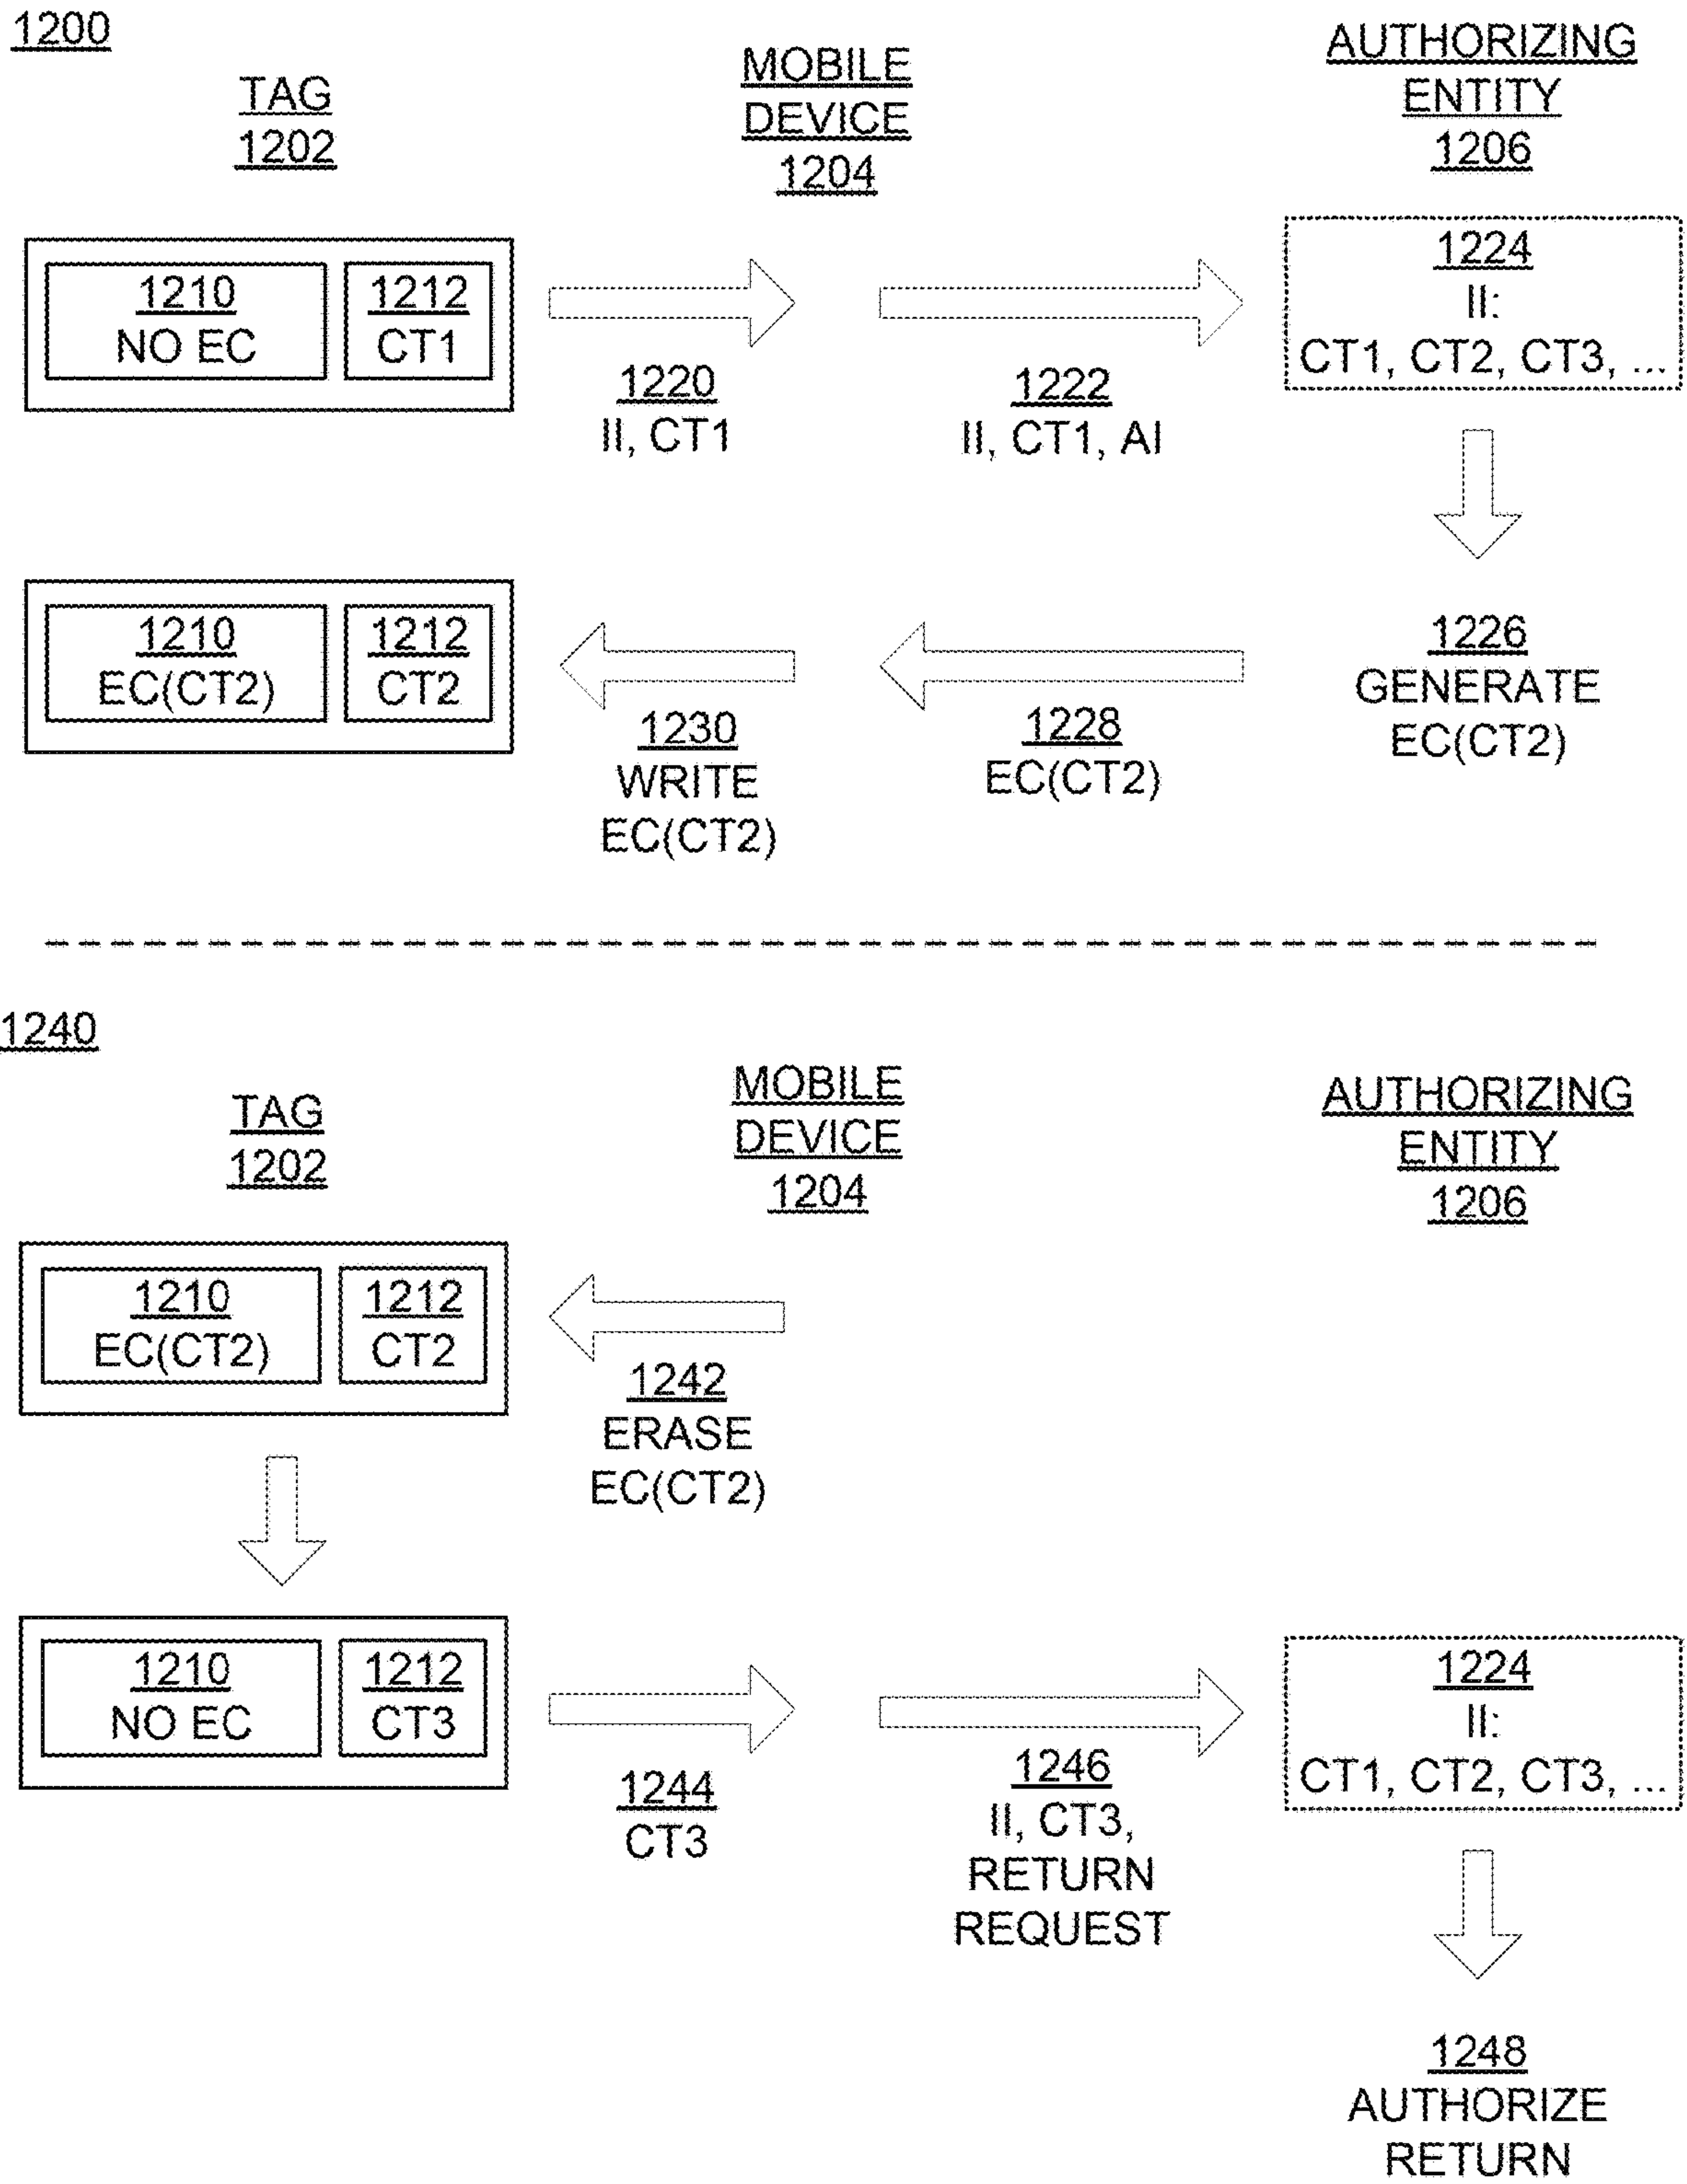 1200
TAG
1202
MOBILE
DEVICE
1204
AUTHORIZING
ENTITY
1206
1210
NO EC
1212
CT1
1220
II, CT1
1222
II, CT1, AI
1224
II:
CT1, CT2, CT3, ...
1210
EC(CT2)
1212
CT2
1230
WRITE
EC(CT2)
1228
EC(CT2)
1226
GENERATE
EC(CT2)
1240
TAG
1202
MOBILE
DEVICE
1204
AUTHORIZING
ENTITY
1206
1210
EC(CT2)
1212
CT2
1242
ERASE
EC(CT2)
1210
NO EC
1212
CT3
1244
CT3
1246
II, CT3,
RETURN
REQUEST
1224
II:
CT1, CT2, CT3, ...
1248
AUTHORIZE
RETURN